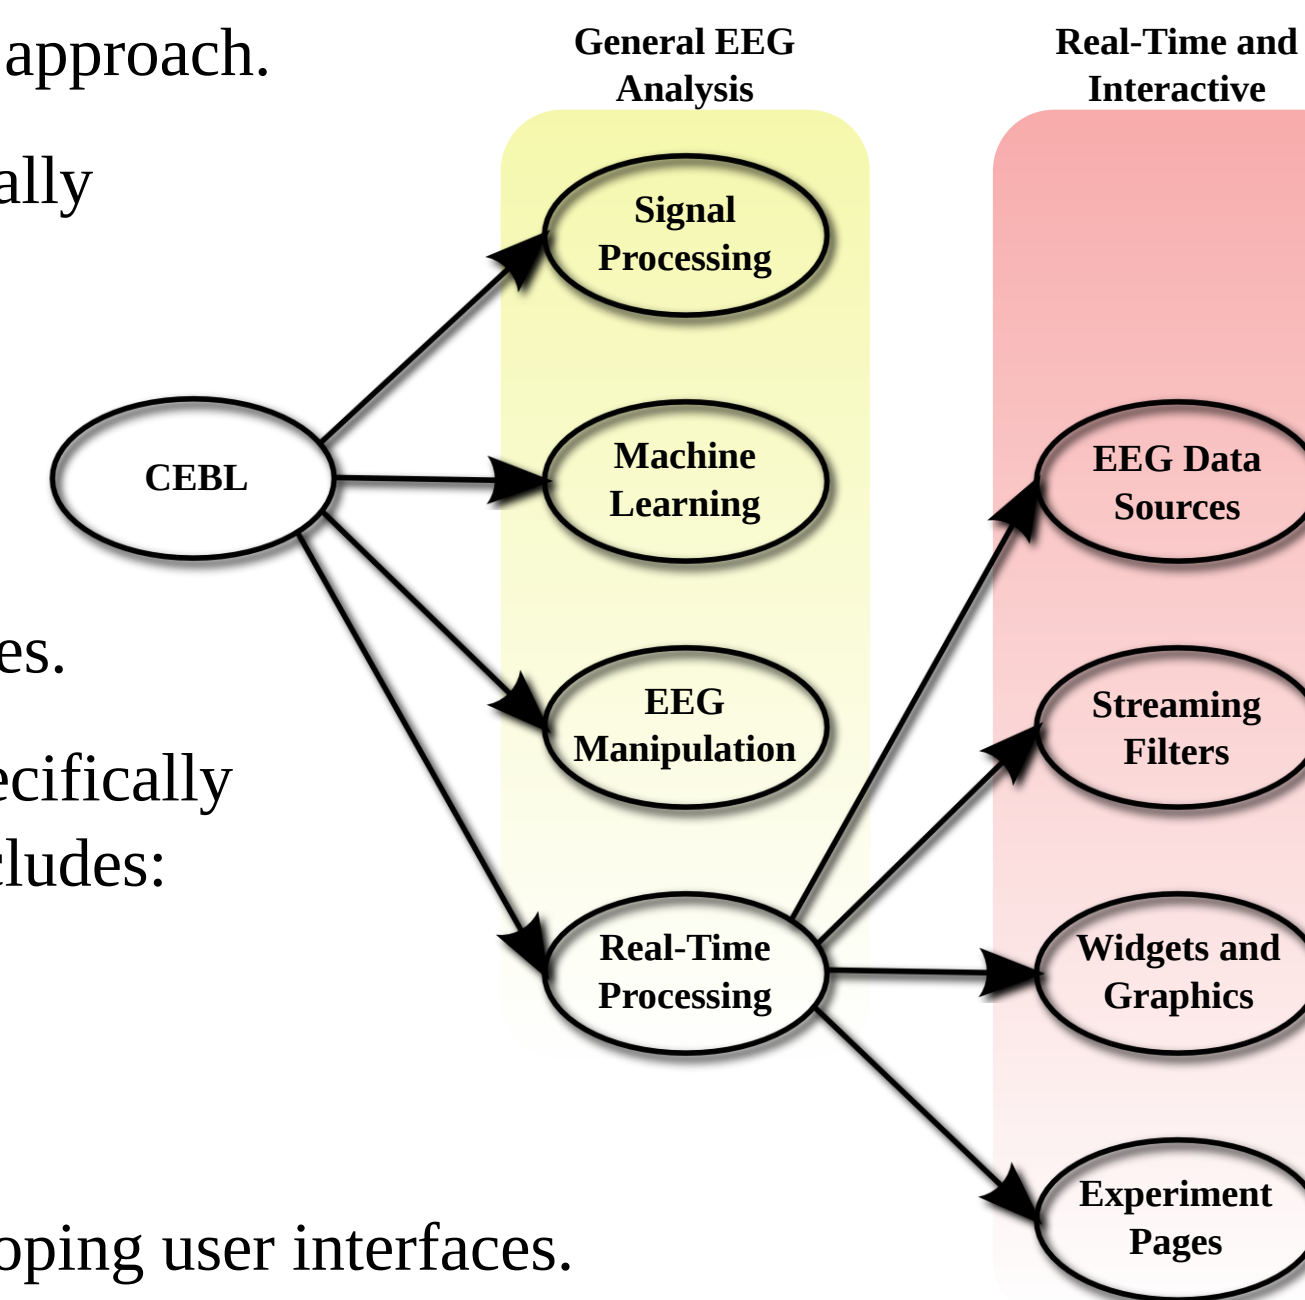 approach.
ally
es.
ecifically
cludes:
oping user interfaces.
General EEG
Analysis
Signal
Processing
CEBL
Machine
Learning
EEG
Manipulation
Real-Time
Processing
Real-Time and
Interactive
EEG Data
Sources
Streaming
Filters
Widgets and
Graphics
Experiment
Pages